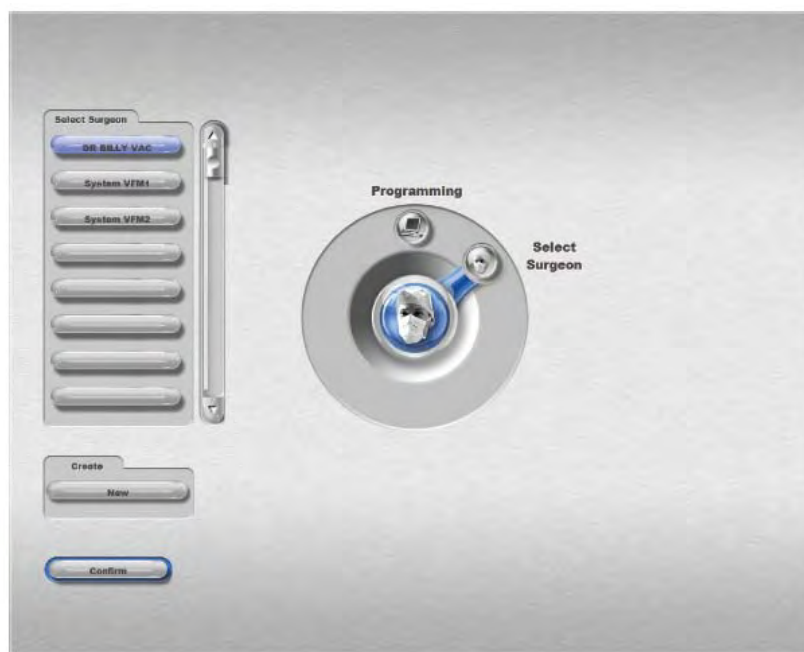 Select Surgeon
DR BILLY VAC
System VFM1
System VFM2
Create
New
Confirm
Programming
Select
Surgeon